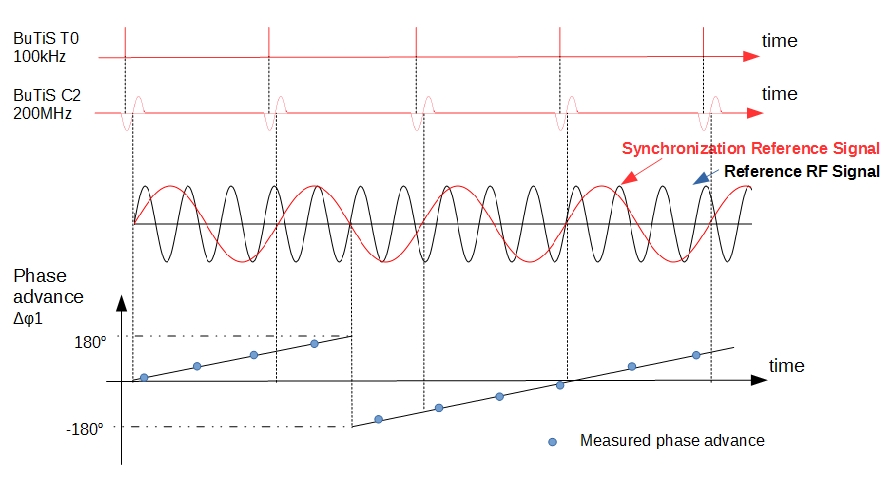 BuTiS T0
100kHz
time
BuTiS C2
200MHz
time
Synchronization Reference Signal
Reference RF Signal
Phase
advance
Δφ1
180°
time
-180°
Measured phase advance